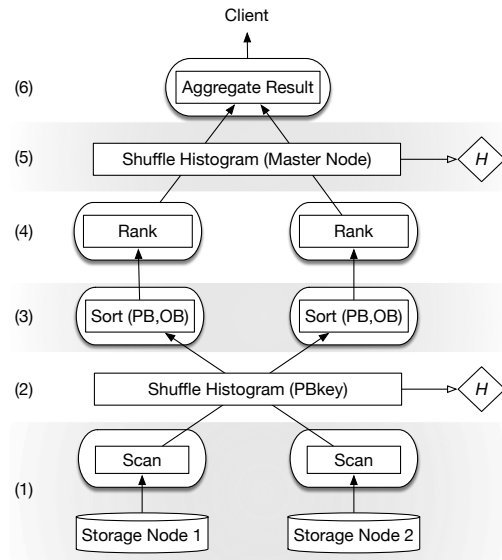 Client
(6)
Aggregate Result
(5)
Shuffle Histogram (Master Node)
H
(4)
Rank
Rank
(3)
Sort (PB,OB)
Sort (PB,OB)
(2)
Shuffle Histogram (PBkey)
H
Scan
Scan
(1)
Storage Node 1
Storage Node 2